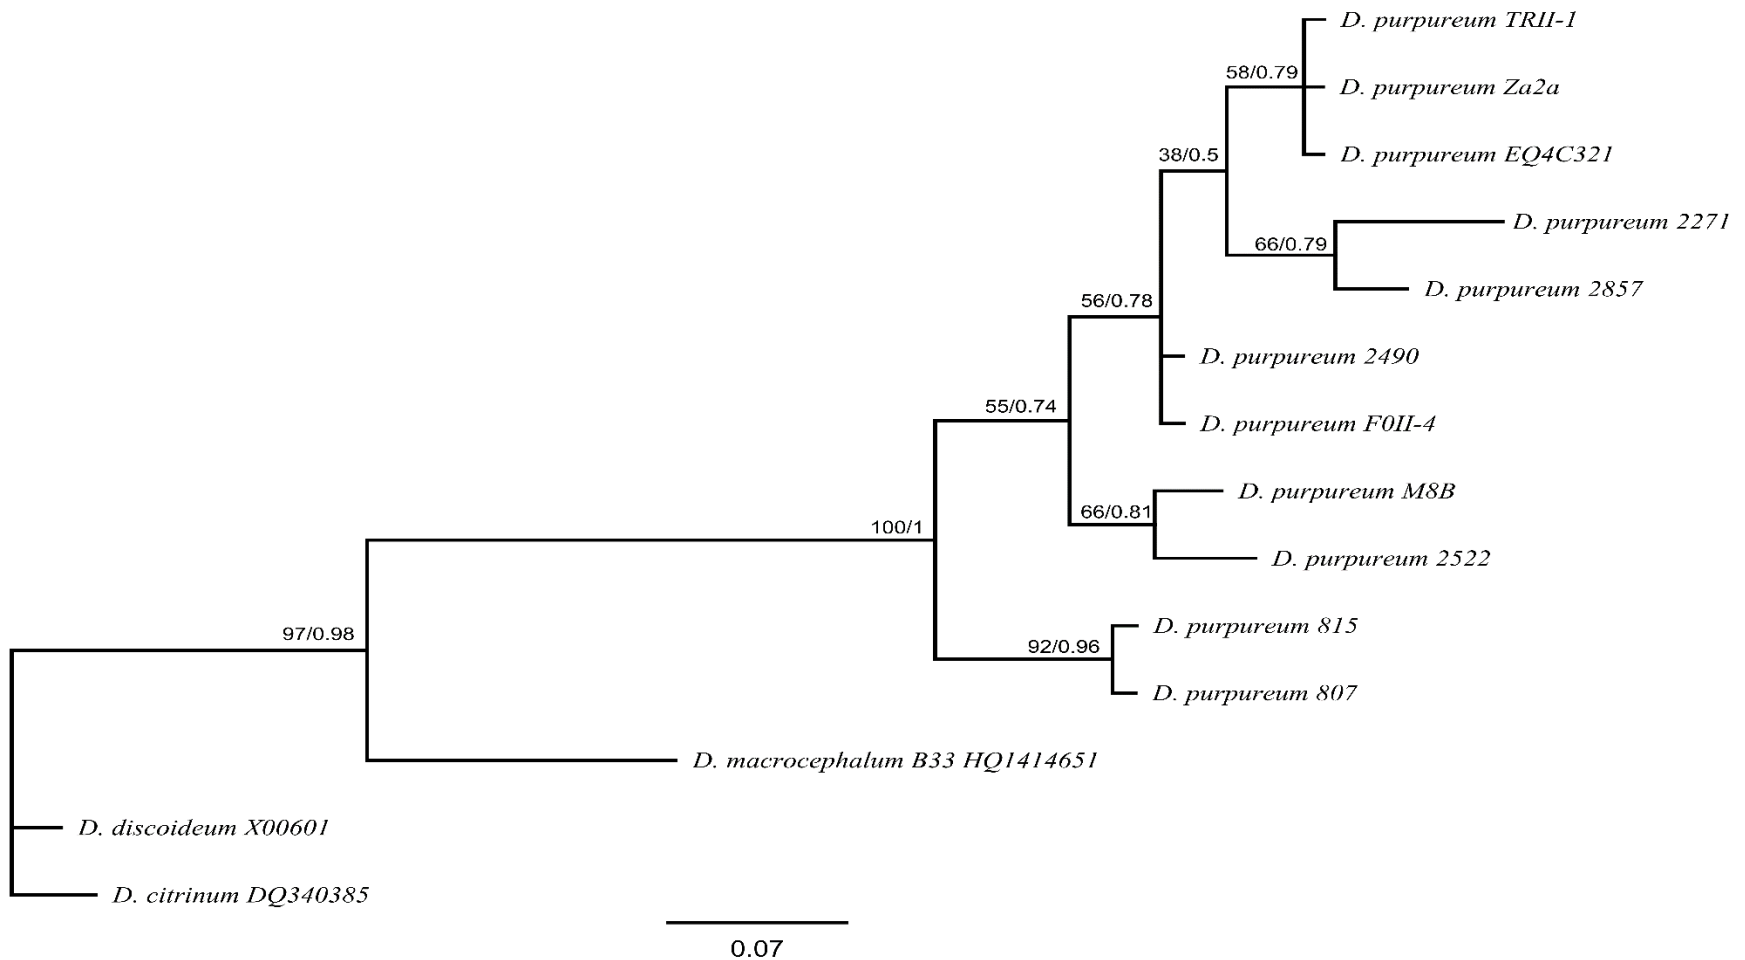 D. purpureum TRII-1
58/0.79
D. purpureum Za2a
38/0.5
D. purpureum EQ4C321
D. purpureum 2271
66/0.79
D. purpureum 2857
56/0.78
D. purpureum 2490
55/0.74
D. purpureum F0II-4
D. purpureum M8B
66/0.81
100/1
D. purpureum 2522
D. purpureum 815
97/0.98
92/0.96
D. purpureum 807
D. macrocephalum B33 HQ1414651
D. discoideum X00601
D. citrinum DQ340385
0.07